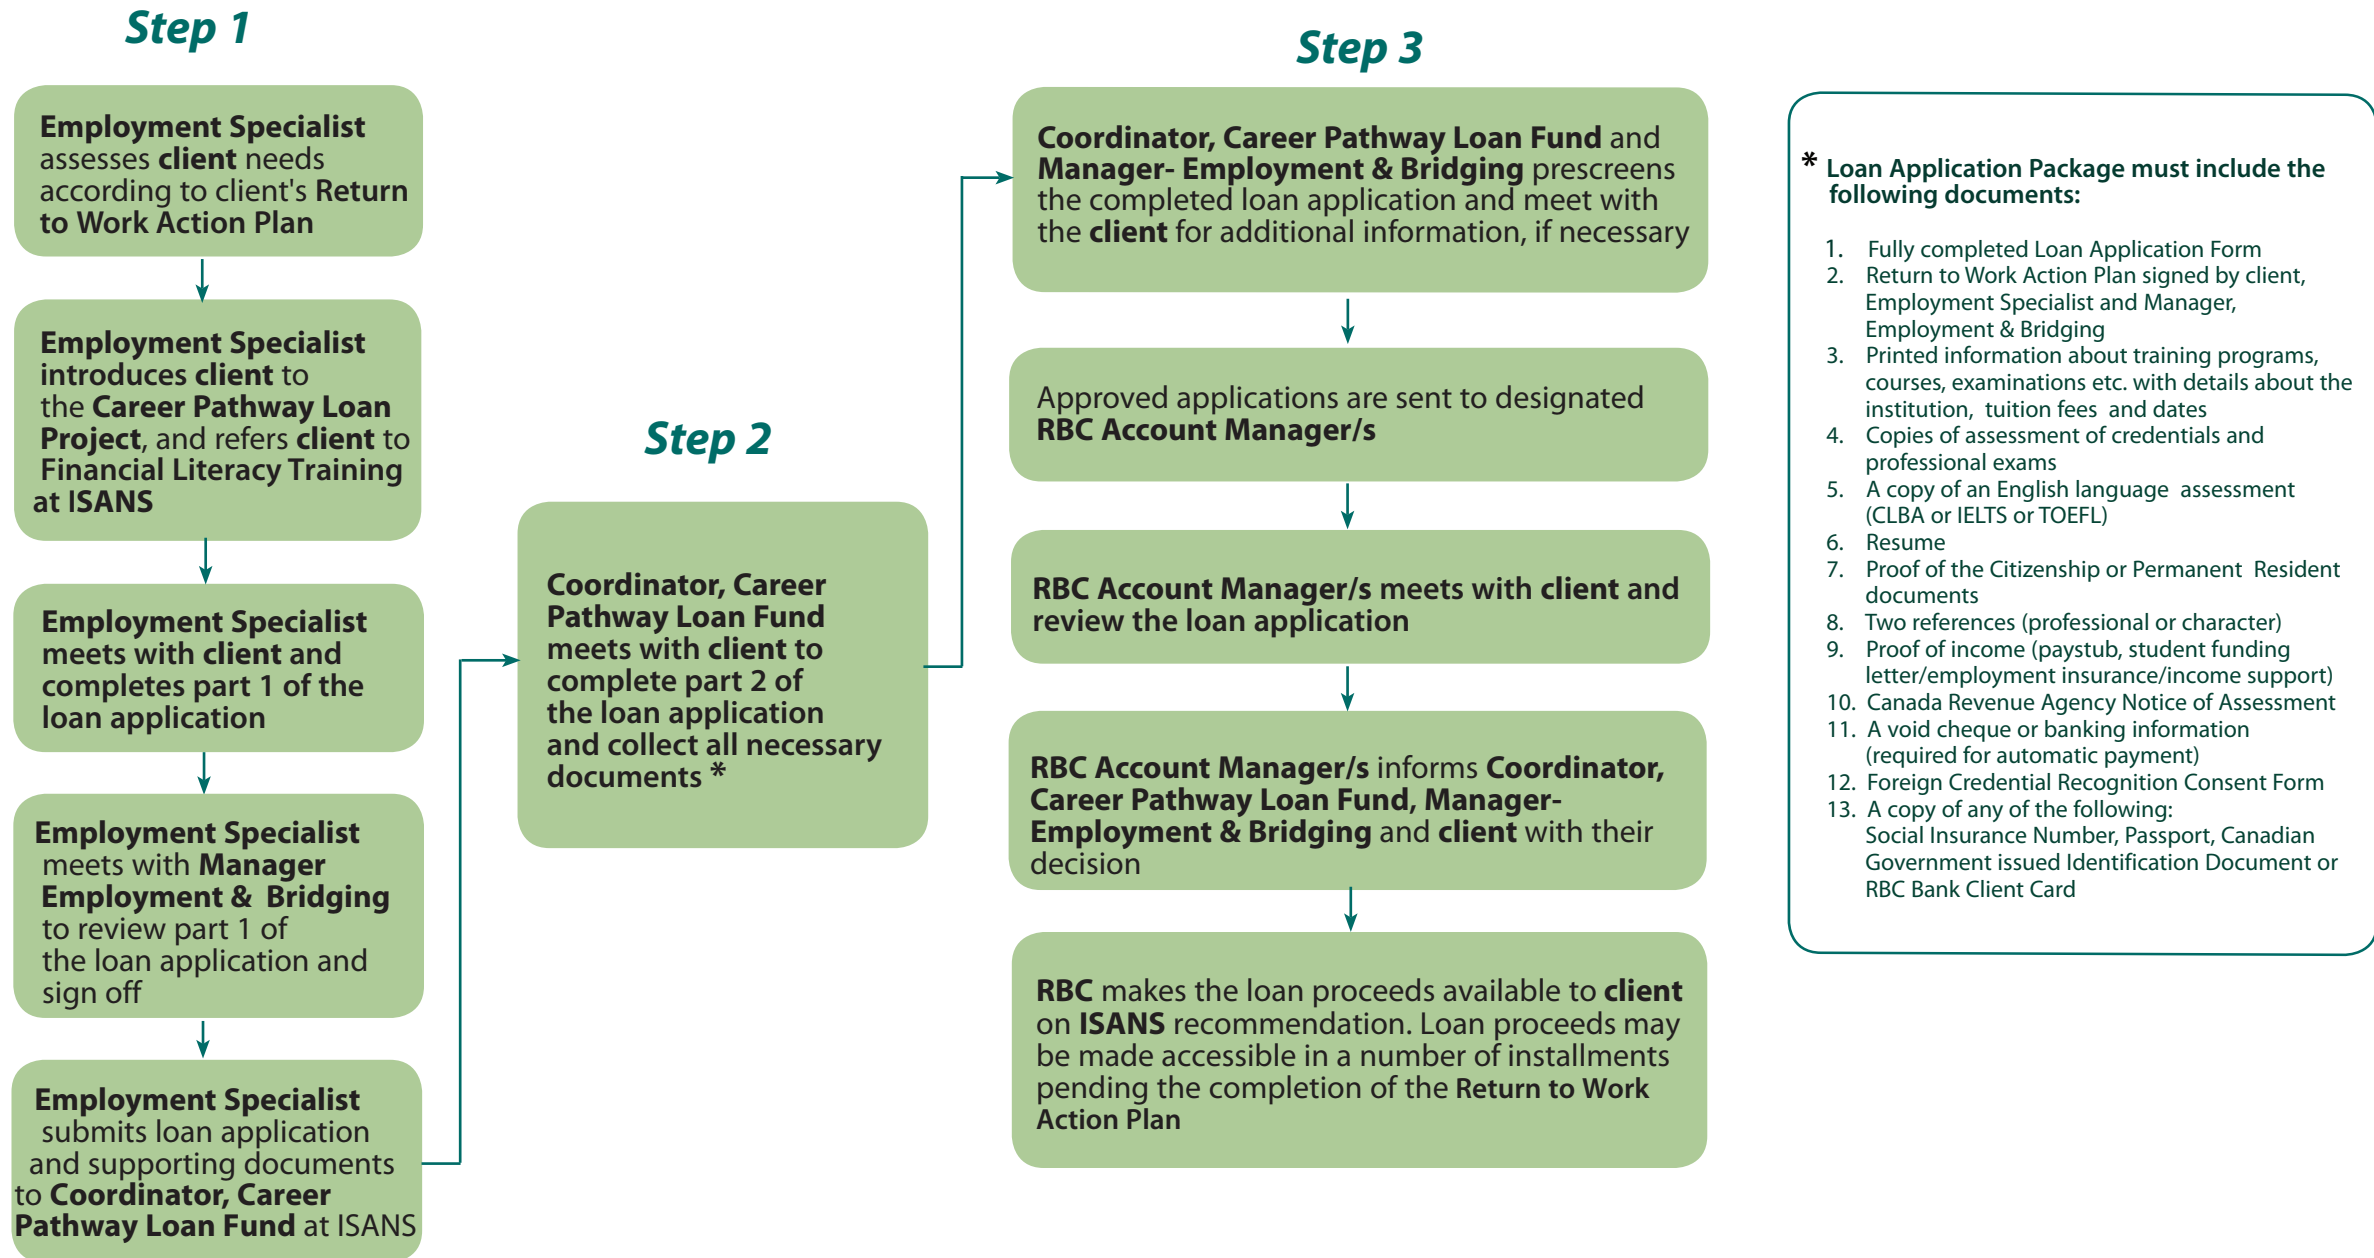 Step 1
Employment Specialist
assesses client needs
according to client's Return
to Work Action Plan
Employment Specialist
introduces client to
the Career Pathway Loan
Project, and refers client to
Financial Literacy Training
at ISANS
Employment Specialist
meets with client and
completes part 1 of the
loan application
Employment Specialist
meets with Manager
Employment & Bridging
to review part 1 of
the loan application and
sign off
Employment Specialist
submits loan application
and supporting documents
to Coordinator, Career
Pathway Loan Fund at ISANS
Step 2
Coordinator, Career
Pathway Loan Fund
meets with client to
complete part 2 of
the loan application
and collect all necessary
documents *
Step 3
Coordinator, Career Pathway Loan Fund and
Manager- Employment & Bridging prescreens
the completed loan application and meet with
the client for additional information, if necessary
Approved applications are sent to designated
RBC Account Manager/s
RBC Account Manager/s meets with client and
review the loan application
RBC Account Manager/s informs Coordinator,
Career Pathway Loan Fund, Manager-
Employment & Bridging and client with their
decision
RBC makes the loan proceeds available to client
on ISANS recommendation. Loan proceeds may
be made accessible in a number of installments
pending the completion of the Return to Work
Action Plan
* Loan Application Package must include the
following documents:
1. Fully completed Loan Application Form
2. Return to Work Action Plan signed by client,
Employment Specialist and Manager,
Employment & Bridging
3. Printed information about training programs,
courses, examinations etc. with details about the
institution, tuition fees and dates
4. Copies of assessment of credentials and
professional exams
5. A copy of an English language assessment
(CLBA or IELTS or TOEFL)
6. Resume
7. Proof of the Citizenship or Permanent Resident
documents
8. Two references (professional or character)
9. Proof of income (paystub, student funding
letter/employment insurance/income support)
10. Canada Revenue Agency Notice of Assessment
11. A void cheque or banking information
(required for automatic payment)
12. Foreign Credential Recognition Consent Form
13. A copy of any of the following:
Social Insurance Number, Passport, Canadian
Government issued Identification Document or
RBC Bank Client Card